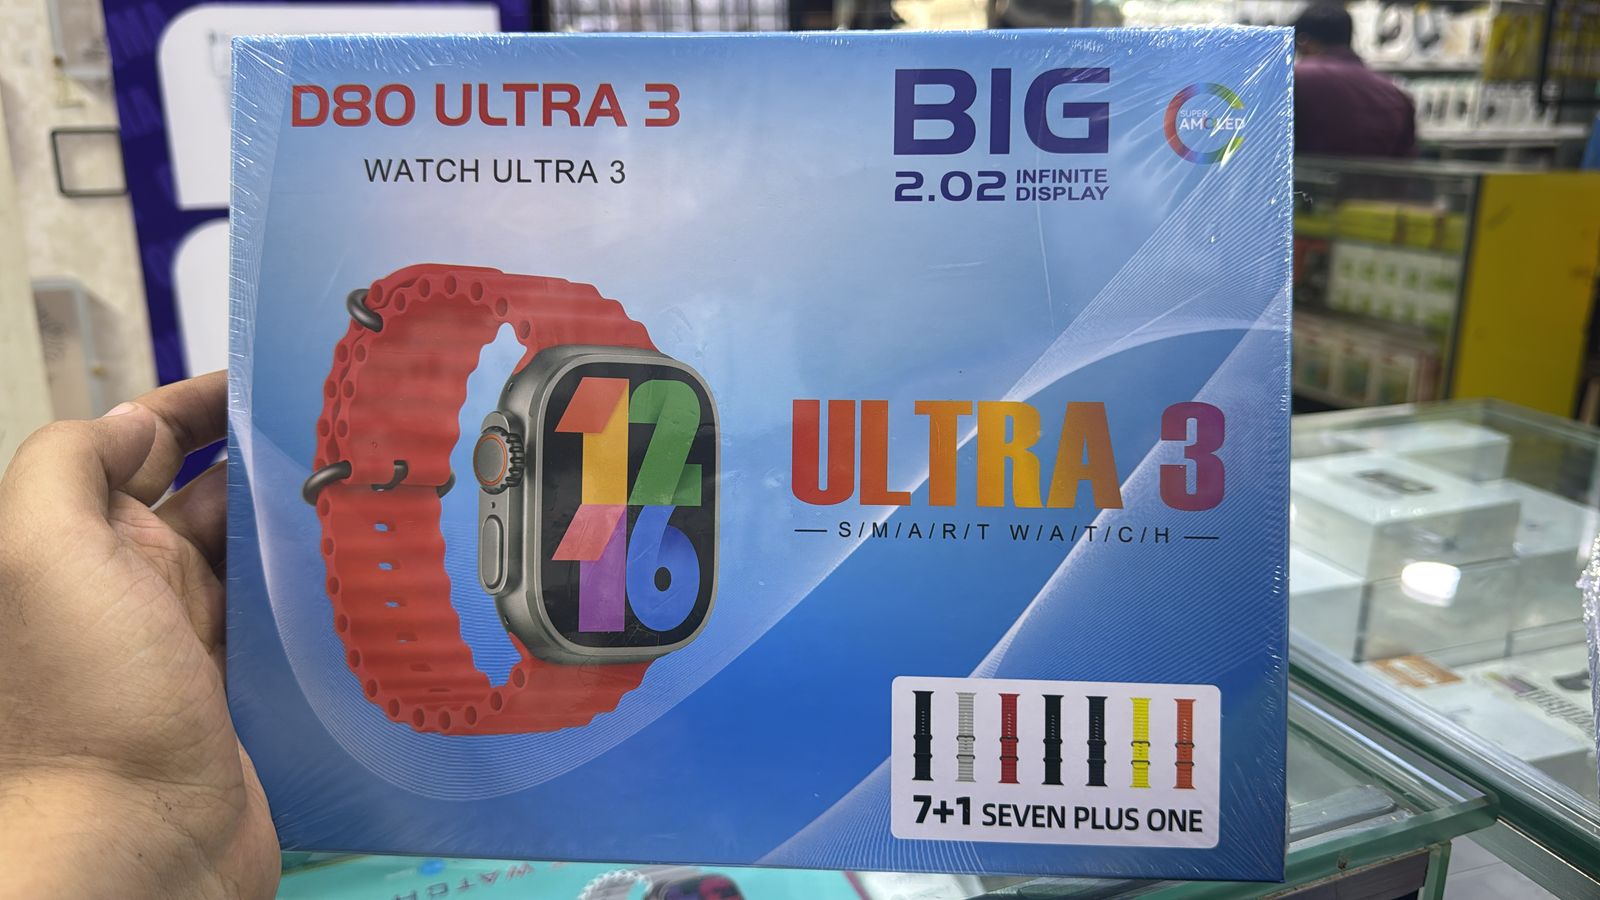 D80 ULTRA 3
WATCH ULTRA 3
BIG
2.02 INFINITE
DISPLAY
SUPER
AMOLED
12
16
ULTRA 3
S/M/A/R/T W/A/T/C/H
7+1 SEVEN PLUS ONE
WATCH